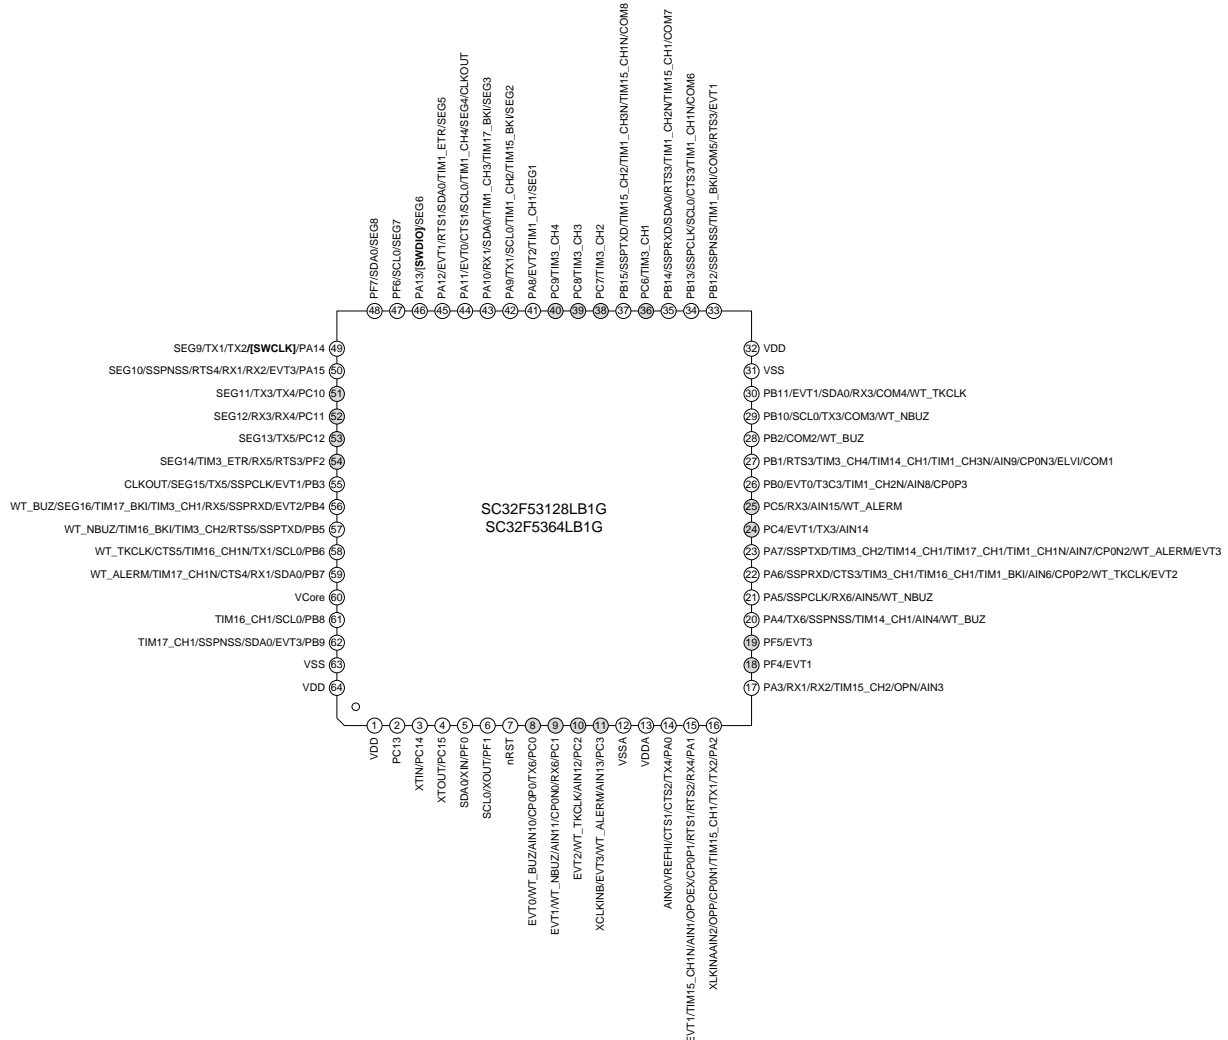 PF7/SDA0/SEG8
PF6/SCL0/SEG7
PA13/[SWDIO]/SEG6
PA12/EVT1/RTS1/SDA0/TIM1_ETR/SEG5
PA11/EVT0/CTS1/SCL0/TIM1_CH4/SEG4/CLKOUT
PA10/RX1/SDA0/TIM1_CH3/TIM17_BKI/SEG3
PA9/TX1/SCL0/TIM1_CH2/TIM15_BKI/SEG2
PA8/EVT2/TIM1_CH1/SEG1
PC9/TIM3_CH4
PC8/TIM3_CH3
PC7/TIM3_CH2
PB15/SSPTXD/TIM15_CH2/TIM1_CH3N/TIM15_CH1N/COM8
PC6/TIM3_CH1
PB14/SSPRXD/SDA0/RTS3/TIM1_CH2N/TIM15_CH1/COM7
PB13/SSPCLK/SCL0/CTS3/TIM1_CH1N/COM6
PB12/SSPNSS/TIM1_BKI/COM5/RTS3/EVT1
48 47 46 45 44 43 42 41 40 39 38 37 36 35 34 33
SEG9/TX1/TX2/[SWCLK]/PA14 49
SEG10/SSPNSS/RTS4/RX1/RX2/EVT3/PA15 50
SEG11/TX3/TX4/PC10 51
SEG12/RX3/RX4/PC11 52
SEG13/TX5/PC12 53
SEG14/TIM3_ETR/RX5/RTS3/PF2 54
CLKOUT/SEG15/TX5/SSPCLK/EVT1/PB3 55
WT_BUZ/SEG16/TIM17_BKI/TIM3_CH1/RX5/SSPRXD/EVT2/PB4 56
WT_NBUZ/TIM16_BKI/TIM3_CH2/RTS5/SSPTXD/PB5 57
WT_TKCLK/CTS5/TIM16_CH1N/TX1/SCL0/PB6 58
WT_ALERM/TIM17_CH1N/CTS4/RX1/SDA0/PB7 59
VCore 60
TIM16_CH1/SCL0/PB8 61
TIM17_CH1/SSPNSS/SDA0/EVT3/PB9 62
VSS 63
VDD 64
SC32F53128LB1G
SC32F5364LB1G
32 VDD
31 VSS
30 PB11/EVT1/SDA0/RX3/COM4/WT_TKCLK
29 PB10/SCL0/TX3/COM3/WT_NBUZ
28 PB2/COM2/WT_BUZ
27 PB1/RTS3/TIM3_CH4/TIM14_CH1/TIM1_CH3N/AIN9/CP0N3/ELVI/COM1
26 PB0/EVT0/T3C3/TIM1_CH2N/AIN8/CP0P3
25 PC5/RX3/AIN15/WT_ALERM
24 PC4/EVT1/TX3/AIN14
23 PA7/SSPTXD/TIM3_CH2/TIM14_CH1/TIM17_CH1/TIM1_CH1N/AIN7/CP0N2/WT_ALERM/EVT3
22 PA6/SSPRXD/CTS3/TIM3_CH1/TIM16_CH1/TIM1_BKI/AIN6/CP0P2/WT_TKCLK/EVT2
21 PA5/SSPCLK/RX6/AIN5/WT_NBUZ
20 PA4/TX6/SSPNSS/TIM14_CH1/AIN4/WT_BUZ
19 PF5/EVT3
18 PF4/EVT1
17 PA3/RX1/RX2/TIM15_CH2/OPN/AIN3
1 2 3 4 5 6 7 8 9 10 11 12 13 14 15 16
VDD
PC13
XTIN/PC14
XTOUT/PC15
SDA0/XIN/PF0
SCL0/XOUT/PF1
nRST
EVT0/WT_BUZ/AIN10/CP0P0/TX6/PC0
EVT1/WT_NBUZ/AIN11/CP0N0/RX6/PC1
EVT2/WT_TKCLK/AIN12/PC2
XCLKINB/EVT3/WT_ALERM/AIN13/PC3
VSSA
VDDA
AIN0/VREFHI/CTS1/CTS2/TX4/PA0
EVT1/TIM15_CH1N/AIN1/OPOEX/CP0P1/RTS1/RTS2/RX4/PA1
XLKINAAIN2/OPP/CP0N1/TIM15_CH1/TX1/TX2/PA2